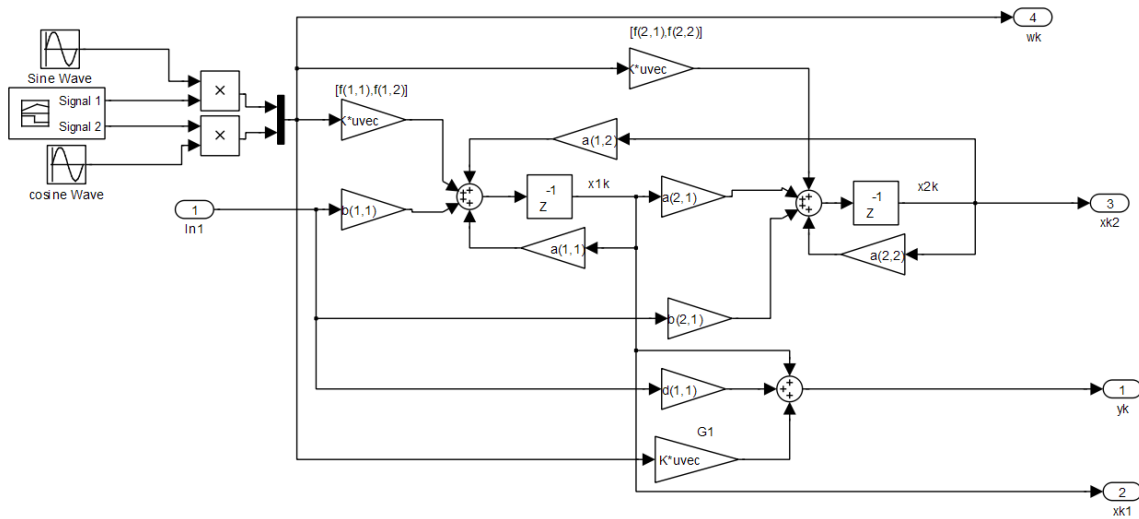 4
wk
[f(2,1),f(2,2)]
K*uvec
Sine Wave
×
Signal 1
Signal 2
×
cosine Wave
[f(1,1),f(1,2)]
K*uvec
a(1,2)
1
In1
b(1,1)
-1
Z
x1k
a(2,1)
-1
Z
x2k
3
xk2
a(1,1)
a(2,2)
b(2,1)
d(1,1)
1
yk
G1
K*uvec
2
xk1